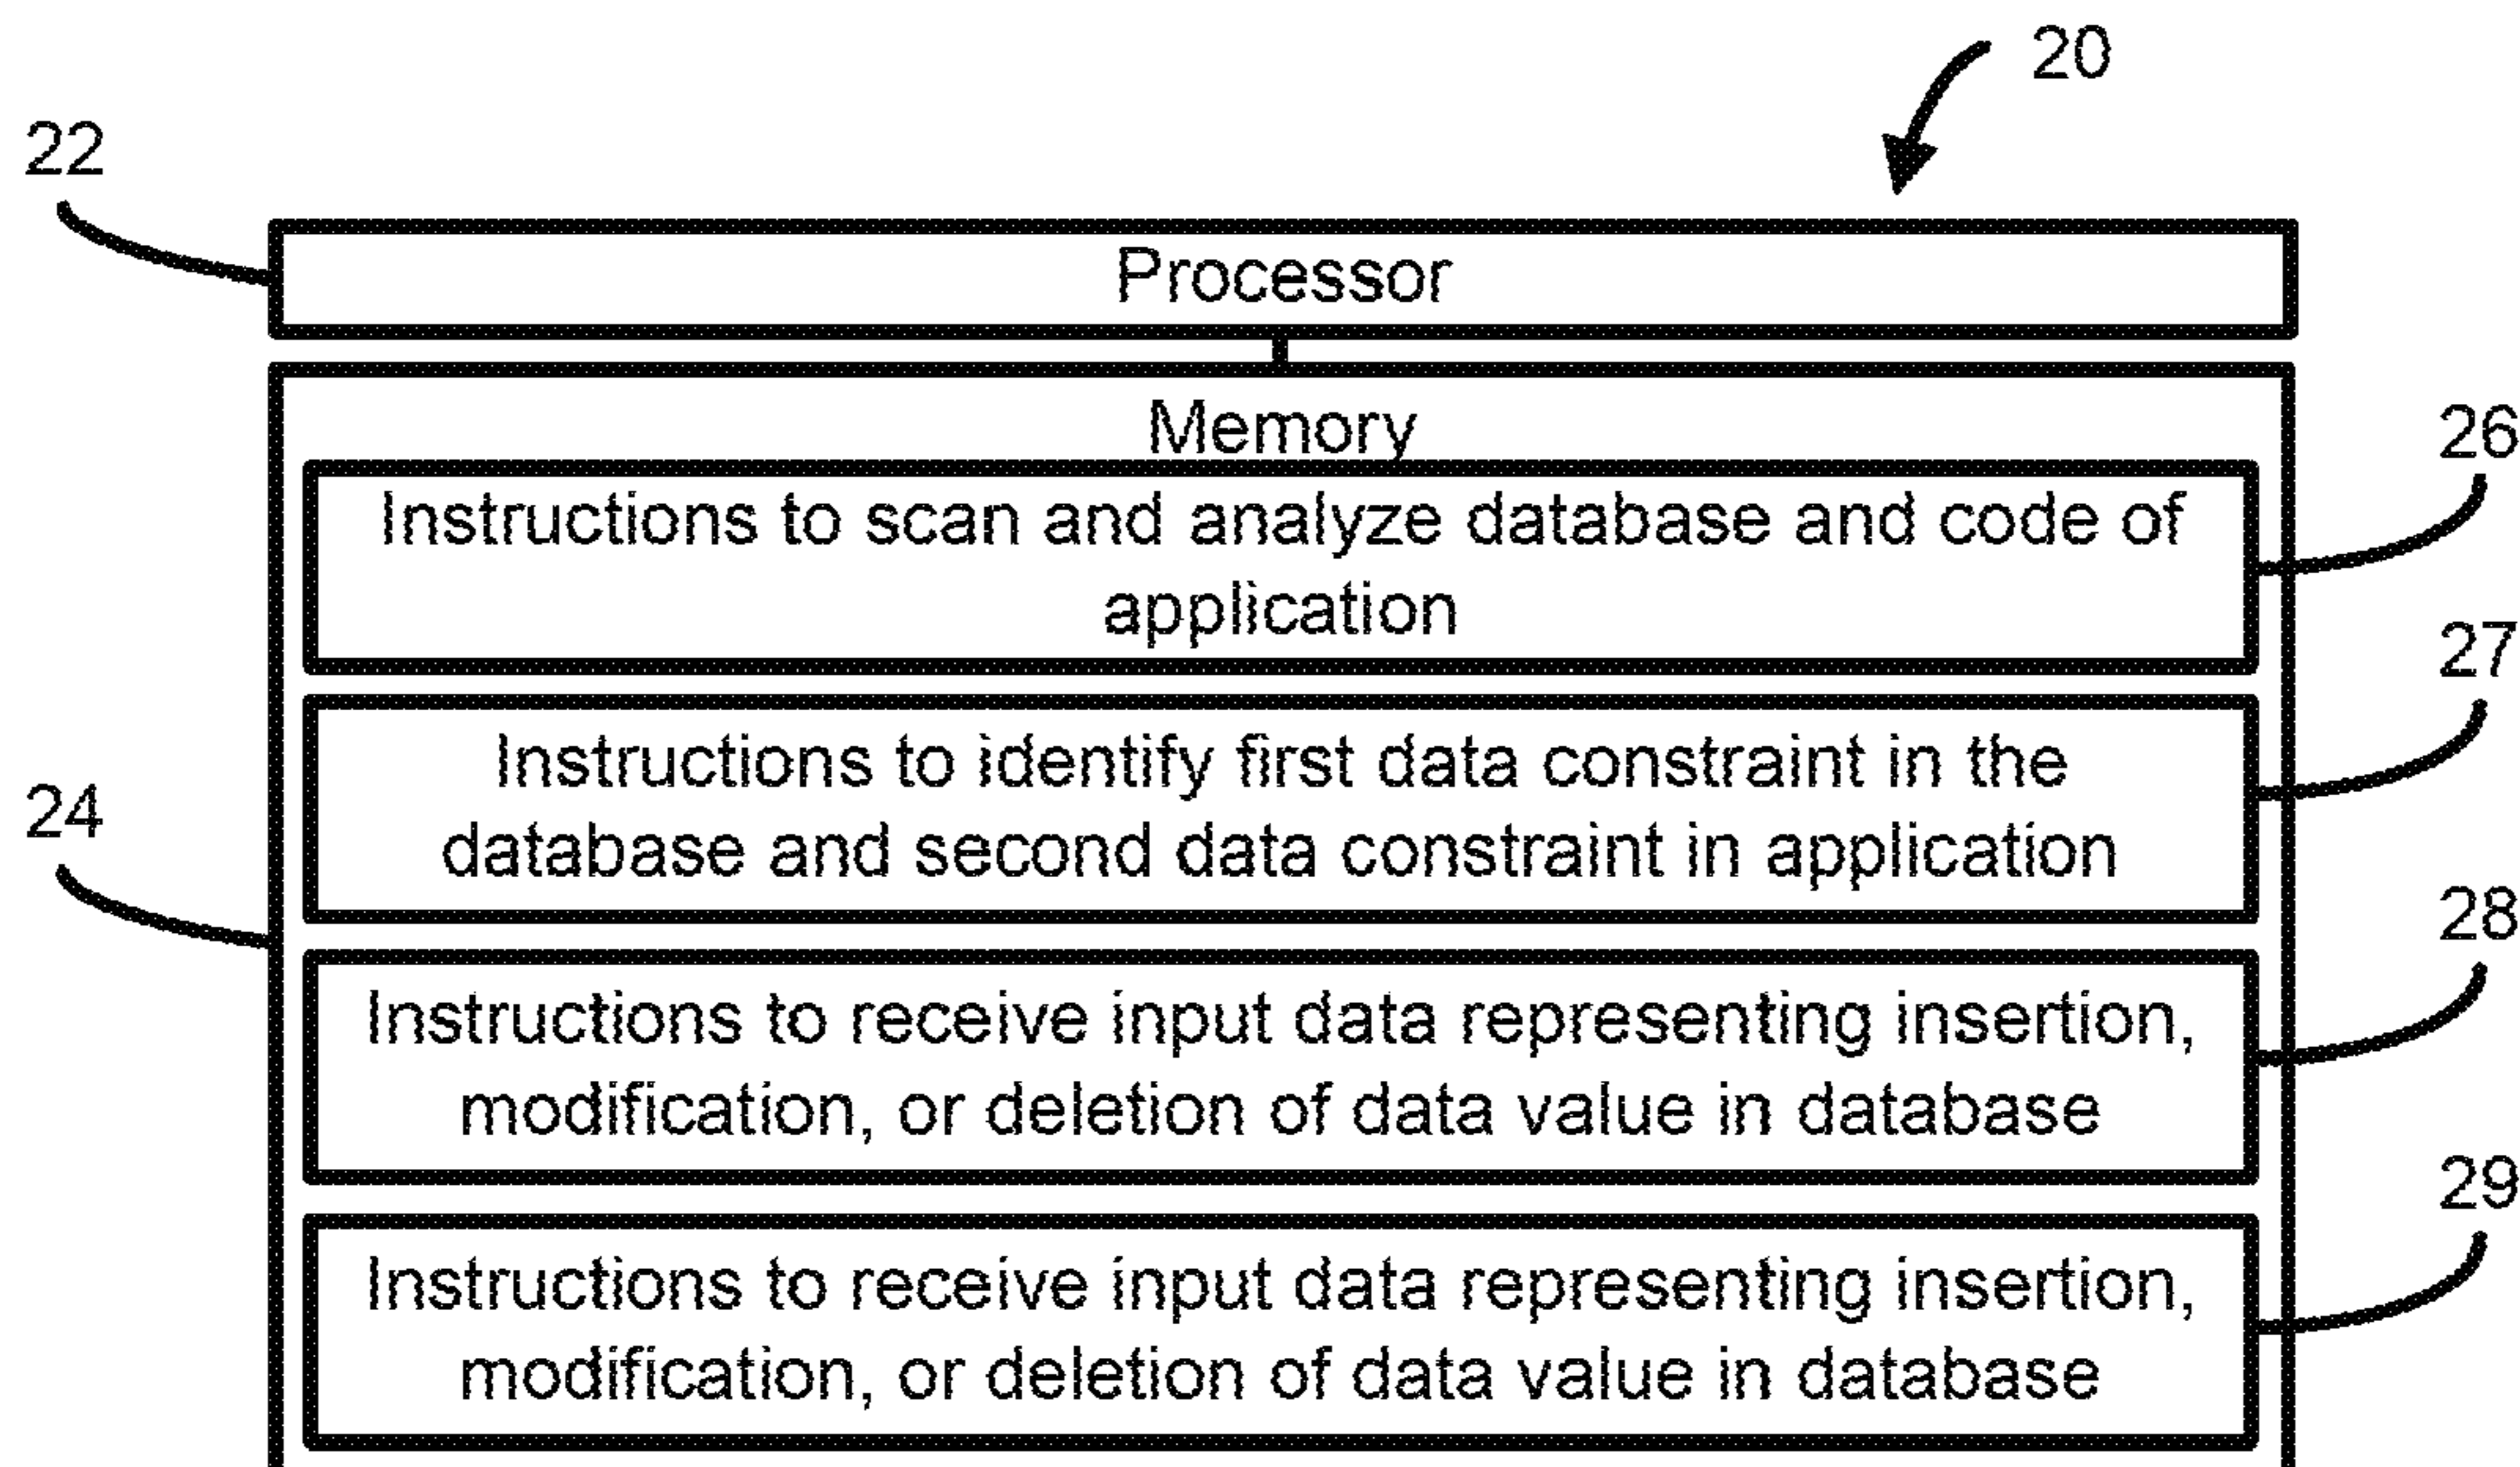 20
22
Processor
Memory
26
Instructions to scan and analyze database and code of
application
27
Instructions to identify first data constraint in the
database and second data constraint in application
24
28
Instructions to receive input data representing insertion,
modification, or deletion of data value in database
29
Instructions to receive input data representing insertion,
modification, or deletion of data value in database